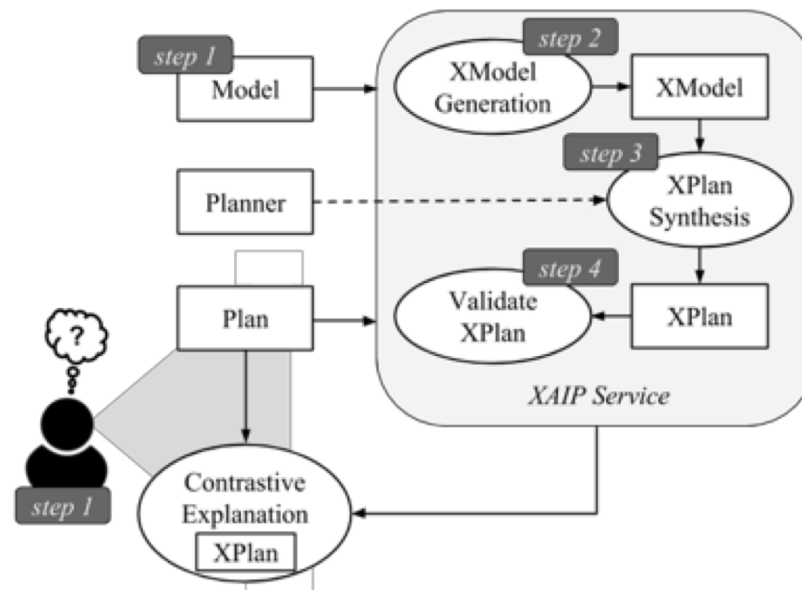 step 1
Model
step 2
XModel
Generation
XModel
step 3
XPlan
Synthesis
Planner
step 4
Validate
XPlan
XPlan
Plan
?
XAIP Service
step 1
Contrastive
Explanation
XPlan